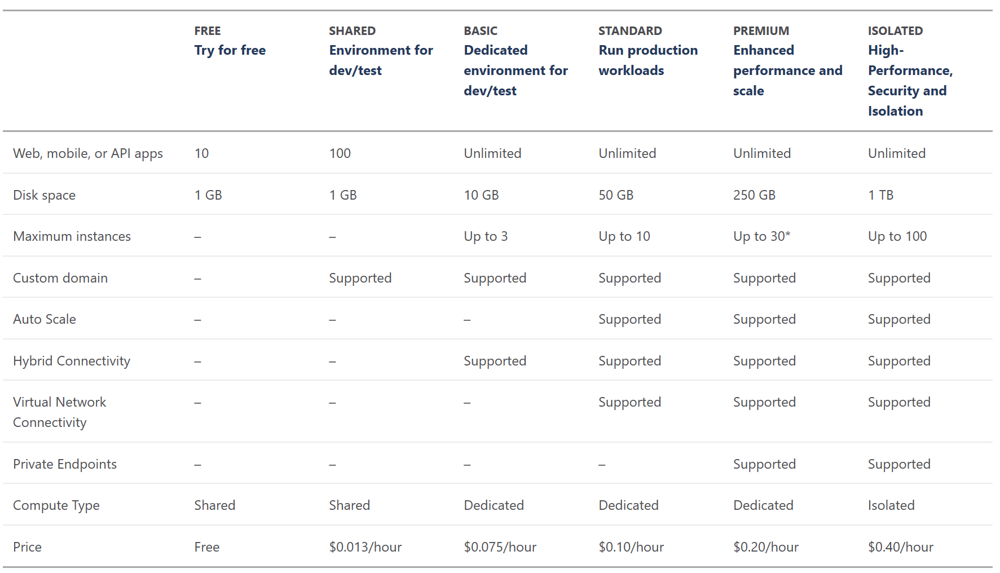 FREE SHARED BASIC STANDARD PREMIUM ISOLATED
Try for free Environment for Dedicated Run production Enhanced High-
dev/test environment for workloads performance and Performance,
dev/test scale Security and
Isolation
Web, mobile, or API apps 10 100 Unlimited Unlimited Unlimited Unlimited
Disk space 1 GB 1 GB 10 GB 50 GB 250 GB 1 TB
Maximum instances – – Up to 3 Up to 10 Up to 30* Up to 100
Custom domain – Supported Supported Supported Supported Supported
Auto Scale – – – Supported Supported Supported
Hybrid Connectivity – – Supported Supported Supported Supported
Virtual Network – – – Supported Supported Supported
Connectivity
Private Endpoints – – – – Supported Supported
Compute Type Shared Shared Dedicated Dedicated Dedicated Isolated
Price Free $0.013/hour $0.075/hour $0.10/hour $0.20/hour $0.40/hour